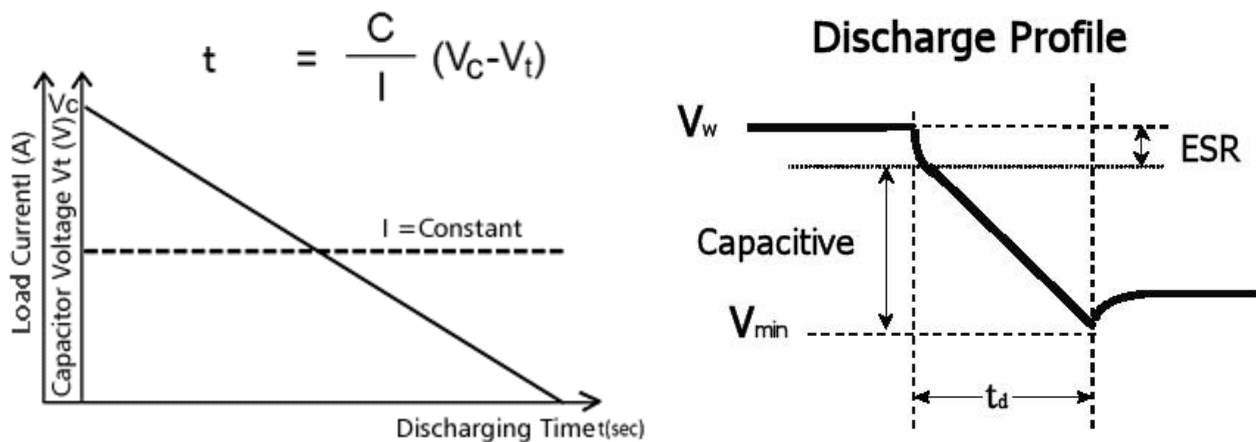 t = C/I (Vc-Vt)
Vc
Load CurrentI (A)
Capacitor Voltage Vt (V)
I = Constant
Discharging Time t(sec)
Discharge Profile
Vw
ESR
Capacitive
Vmin
td